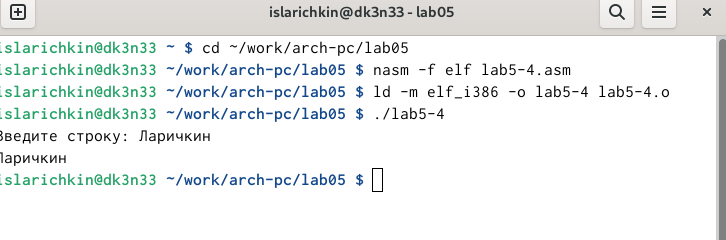 islarichkin@dk3n33 - lab05
islarichkin@dk3n33 ~ $ cd ~/work/arch-pc/lab05
islarichkin@dk3n33 ~/work/arch-pc/lab05 $ nasm -f elf lab5-4.asm
islarichkin@dk3n33 ~/work/arch-pc/lab05 $ ld -m elf_i386 -o lab5-4 lab5-4.o
islarichkin@dk3n33 ~/work/arch-pc/lab05 $ ./lab5-4
Введите строку: Ларичкин
Ларичкин
islarichkin@dk3n33 ~/work/arch-pc/lab05 $